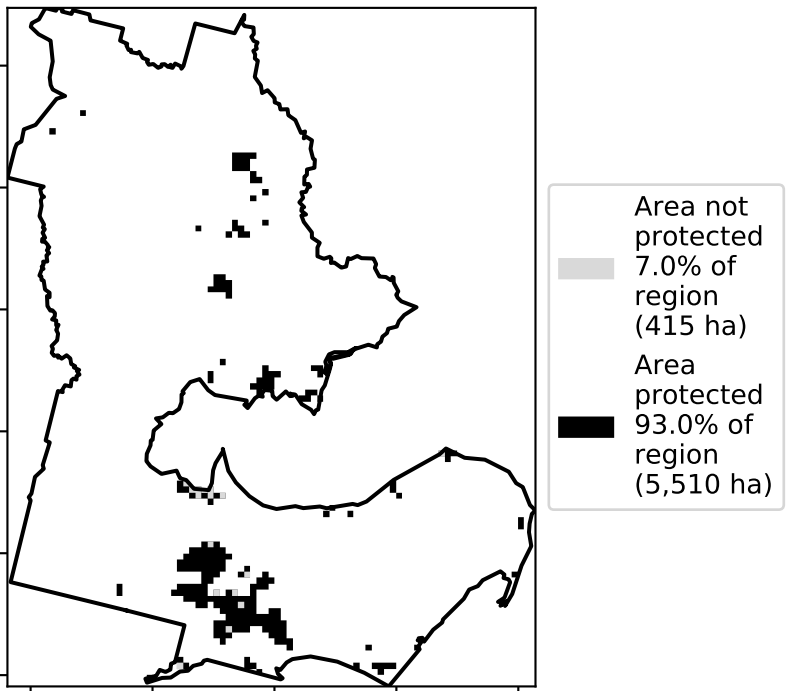 Area not
protected
7.0% of
region
(415 ha)
Area
protected
93.0% of
region
(5,510 ha)